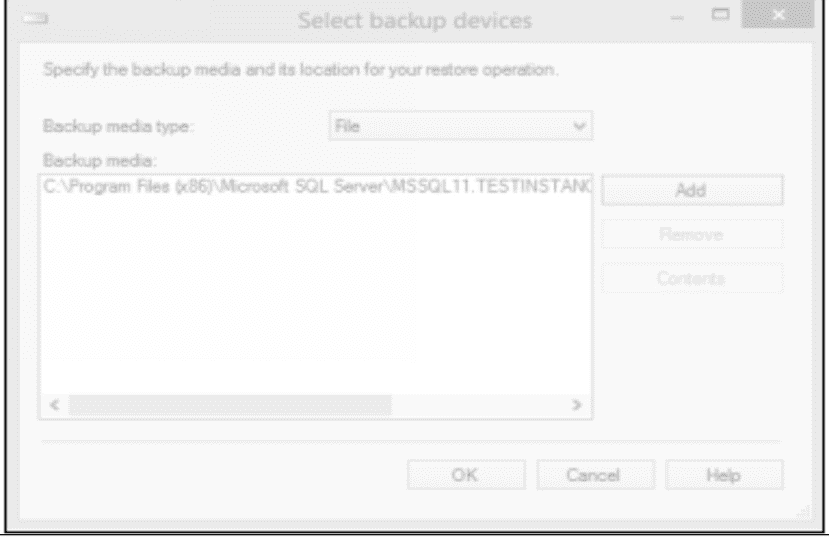 Select backup devices
Specify the backup media and its location for your restore operation.
Backup media type:
File
Backup media:
C:\Program Files (x86)\Microsoft SQL Server\MSSQL11.TESTINSTANC
Add
Remove
Contents
OK
Cancel
Help